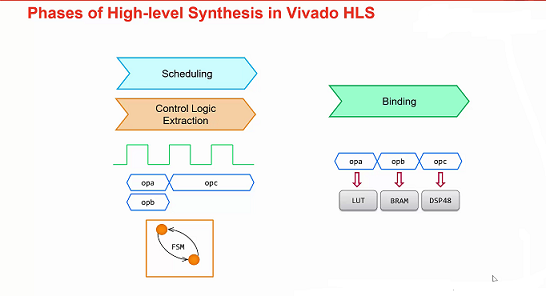 Phases of High-level Synthesis in Vivado HLS
Scheduling
Control Logic
Extraction
opa
opc
opb
FSM
Binding
opa
opb
opc
LUT
BRAM
DSP48